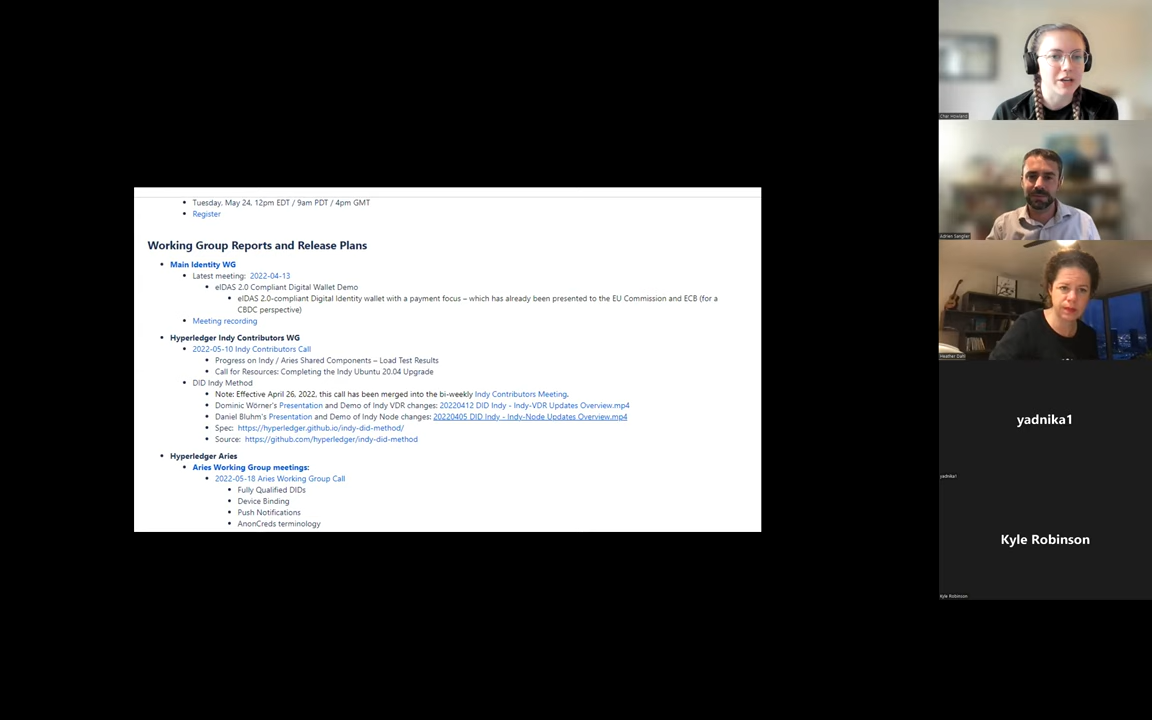 Tuesday, May 24, 12pm EDT / 9am PDT / 4pm GMT
Register
Working Group Reports and Release Plans
Main Identity WG
Latest meeting: 2022-04-13
eIDAS 2.0 Compliant Digital Wallet Demo
eIDAS 2.0-compliant Digital Identity wallet with a payment focus – which has already been presented to the EU Commission and ECB (for a
CBDC perspective)
Meeting recording
Hyperledger Indy Contributors WG
2022-05-10 Indy Contributors Call
Progress on Indy / Aries Shared Components – Load Test Results
Call for Resources: Completing the Indy Ubuntu 20.04 Upgrade
DID Indy Method
Note: Effective April 26, 2022, this call has been merged into the bi-weekly Indy Contributors Meeting.
Dominic Wörner's Presentation and Demo of Indy VDR changes: 20220412 DID Indy - Indy-VDR Updates Overview.mp4
Daniel Bluhm's Presentation and Demo of Indy Node changes: 20220405 DID Indy - Indy-Node Updates Overview.mp4
Spec: https://hyperledger.github.io/indy-did-method/
Source: https://github.com/hyperledger/indy-did-method
Hyperledger Aries
Aries Working Group meetings:
2022-05-18 Aries Working Group Call
Fully Qualified DIDs
Device Binding
Push Notifications
AnonCreds terminology
Char Howland
Adrien Sanglier
Heather Dahl
yadnika1
yadnika1
Kyle Robinson
Kyle Robinson